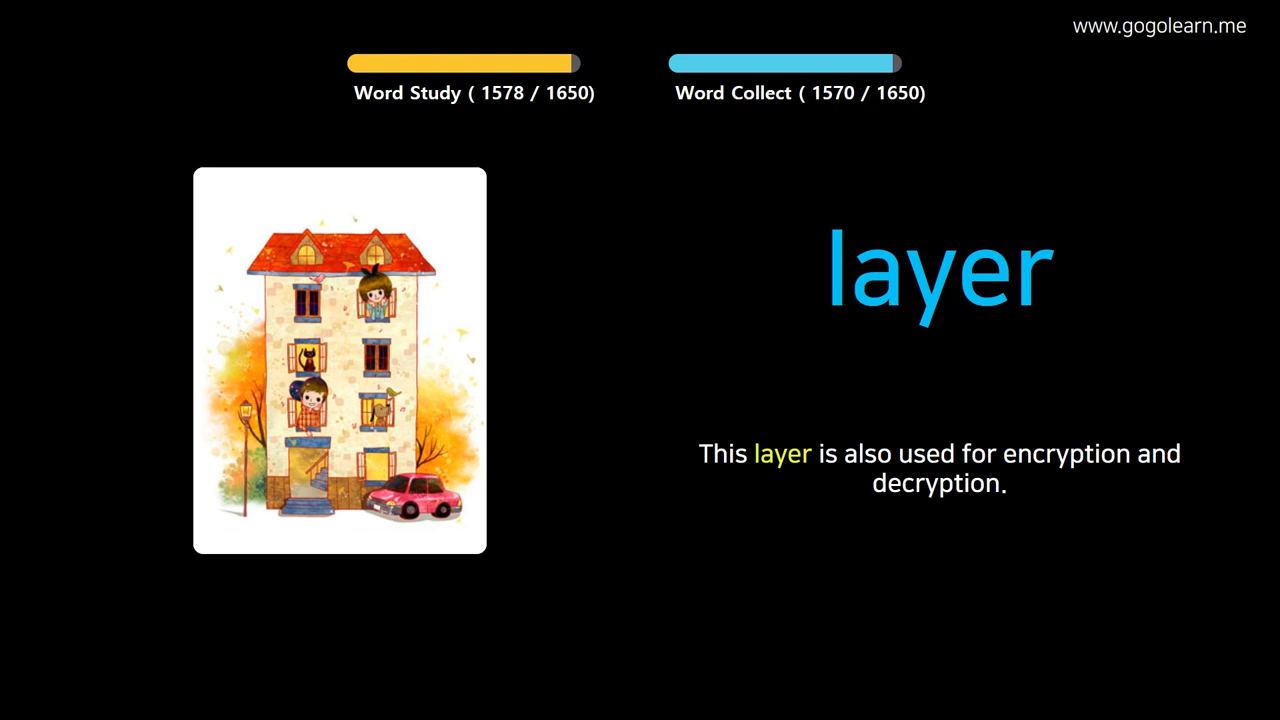 www.gogolearn.me
Word Study ( 1578 / 1650)
Word Collect ( 1570 / 1650)
layer
This layer is also used for encryption and
decryption.